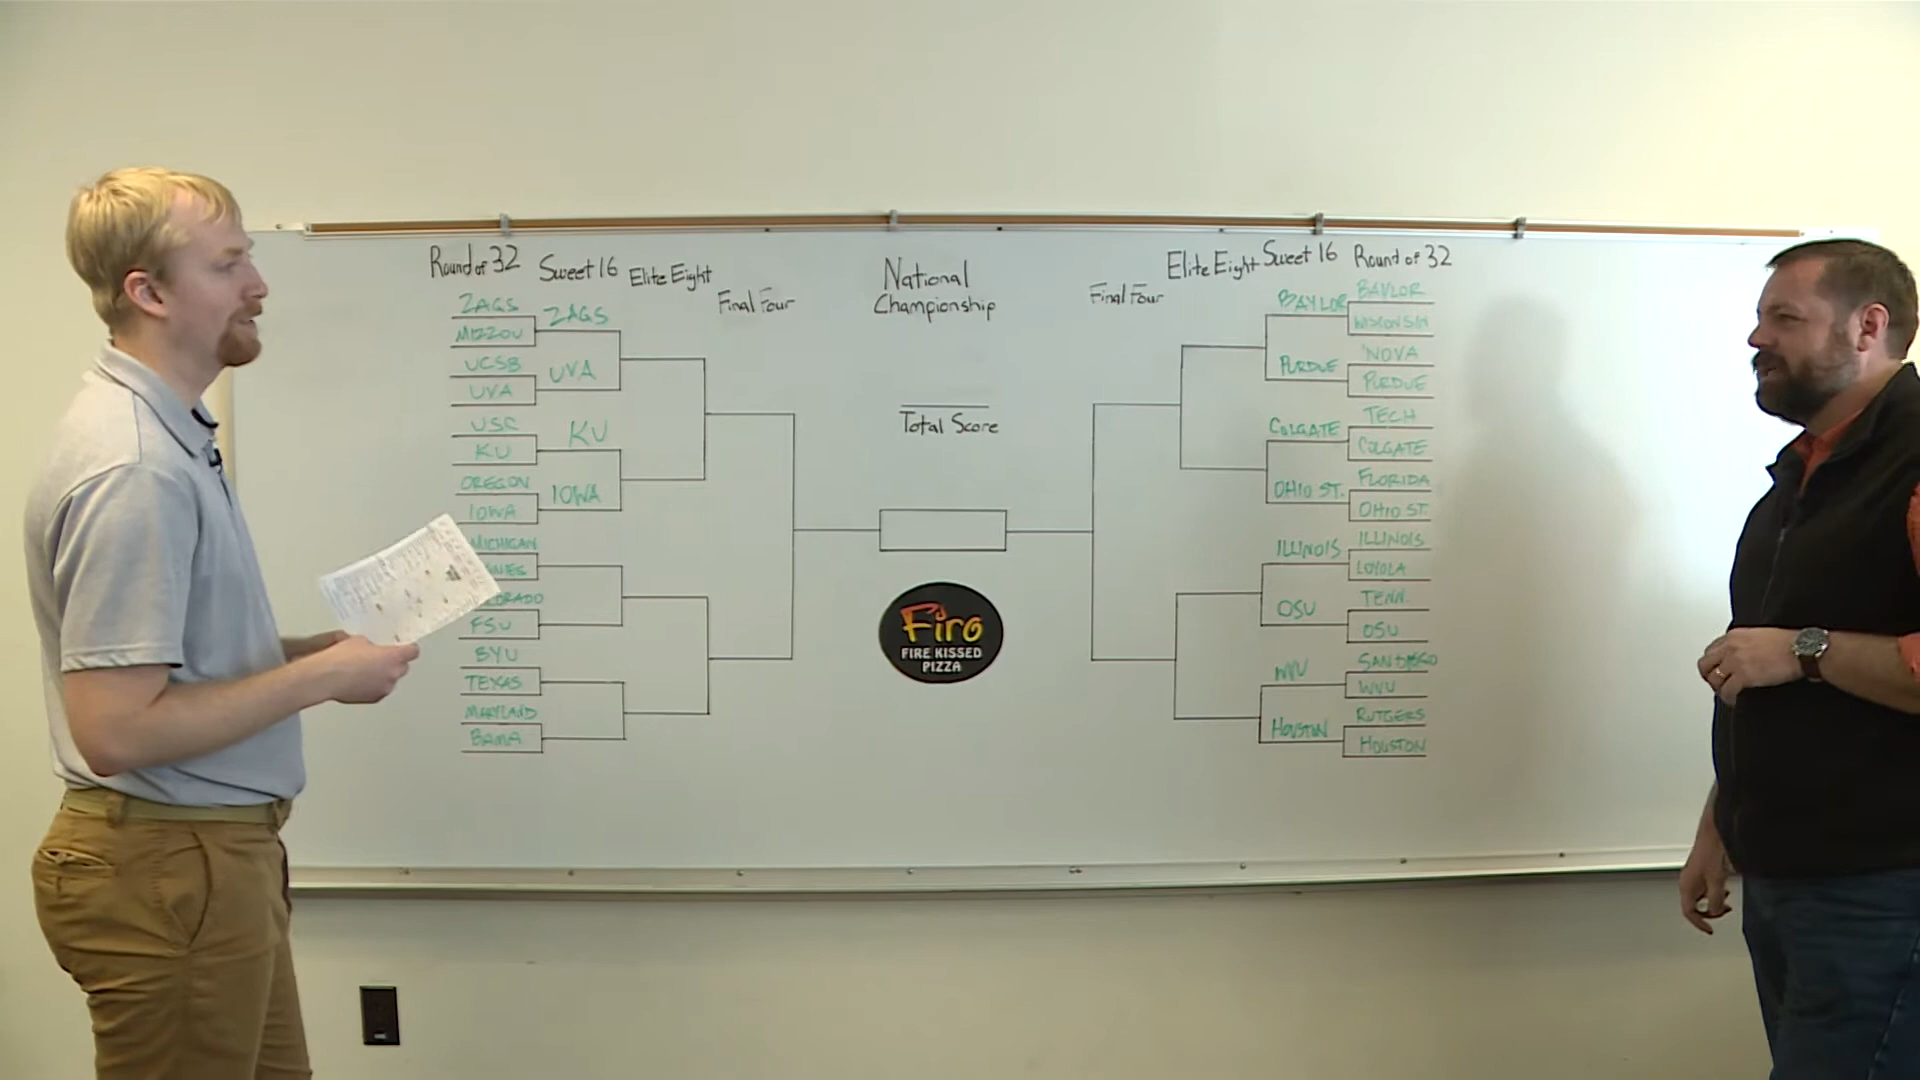 Round of 32
Sweet 16
Elite Eight
Final Four
National
Championship
Final Four
Elite Eight
Sweet 16
Round of 32
ZAGS
MIZZOU
UCSB
UVA
USC
KU
OREGON
IOWA
MICHIGAN
FSU
BYU
TEXAS
MARYLAND
BAMA
ZAGS
UVA
KU
IOWA
Total Score
Firo
FIRE KISSED
PIZZA
BAYLOR
PURDUE
COLGATE
OHIO ST.
ILLINOIS
OSU
WVU
HOUSTON
BAYLOR
WISCONSIN
'NOVA
PURDUE
TECH
COLGATE
FLORIDA
OHIO ST.
ILLINOIS
LOYOLA
TENN.
OSU
SAN DIEGO
WVU
RUTGERS
HOUSTON